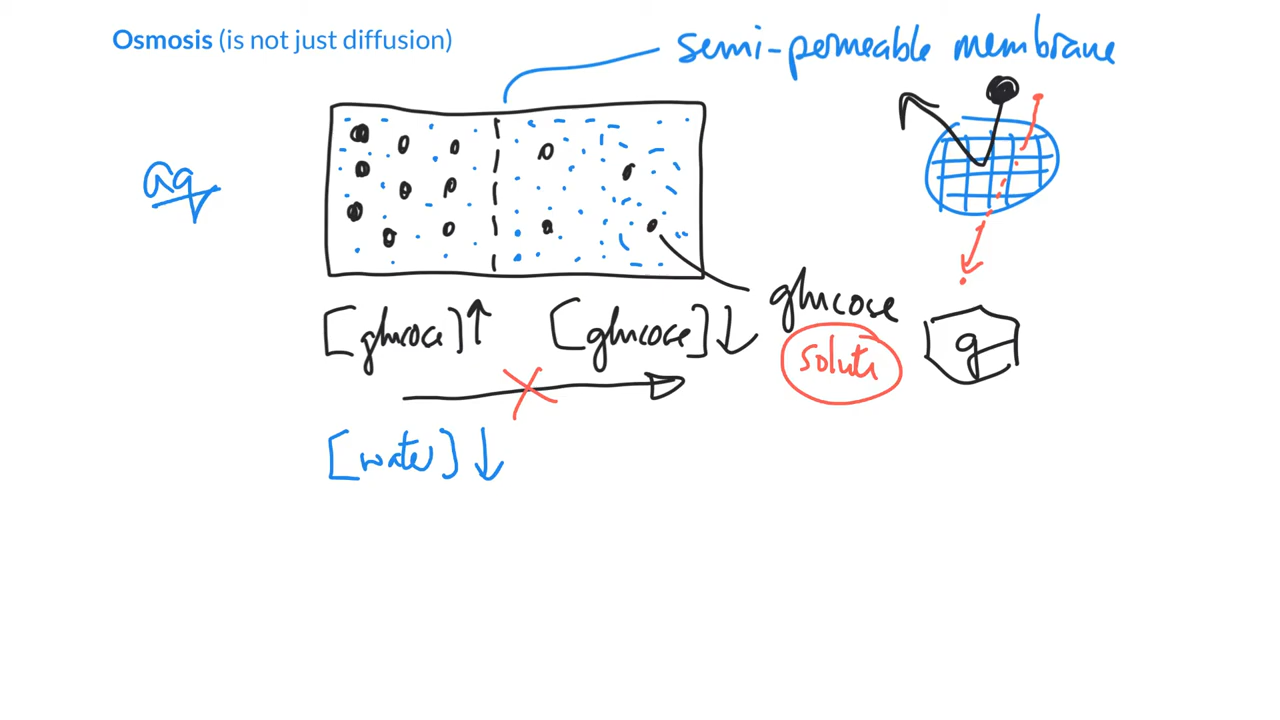 Osmosis (is not just diffusion)
semi-permeable membrane
aq
[glucose]↑ [glucose]↓
glucose
solute
g
[water]↓